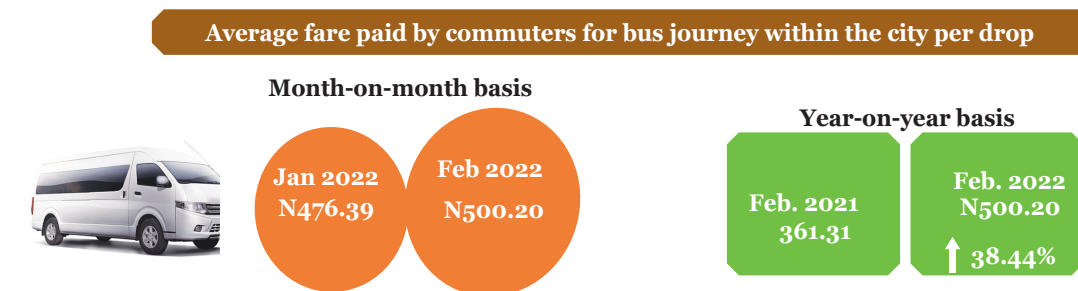 Average fare paid by commuters for bus journey within the city per drop
Month-on-month basis
Jan 2022
N476.39
Feb 2022
N500.20
Year-on-year basis
Feb. 2021
361.31
Feb. 2022
N500.20
38.44%